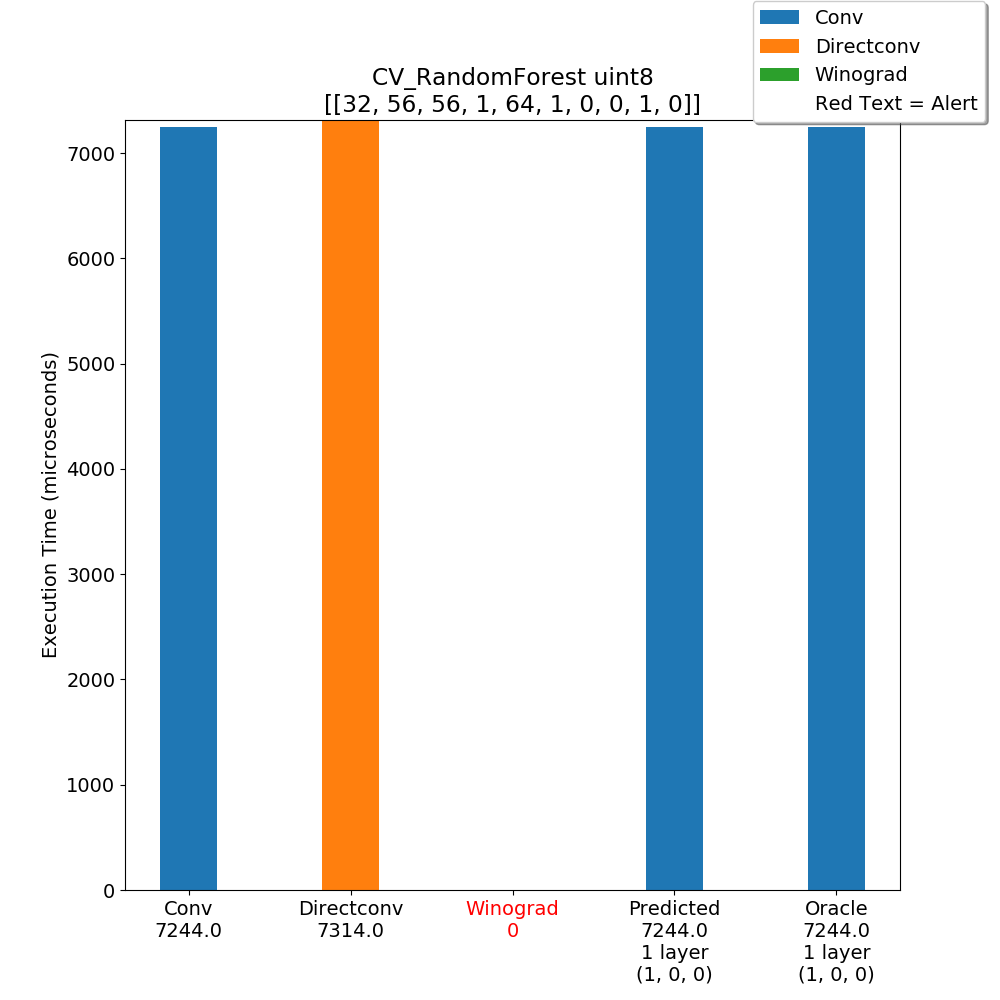 Conv
Directconv
Winograd
Red Text = Alert
CV_RandomForest uint8
[[32, 56, 56, 1, 64, 1, 0, 0, 1, 0]]
Execution Time (microseconds)
7000
6000
5000
4000
3000
2000
1000
0
Conv
7244.0
Directconv
7314.0
Winograd
0
Predicted
7244.0
1 layer
(1, 0, 0)
Oracle
7244.0
1 layer
(1, 0, 0)